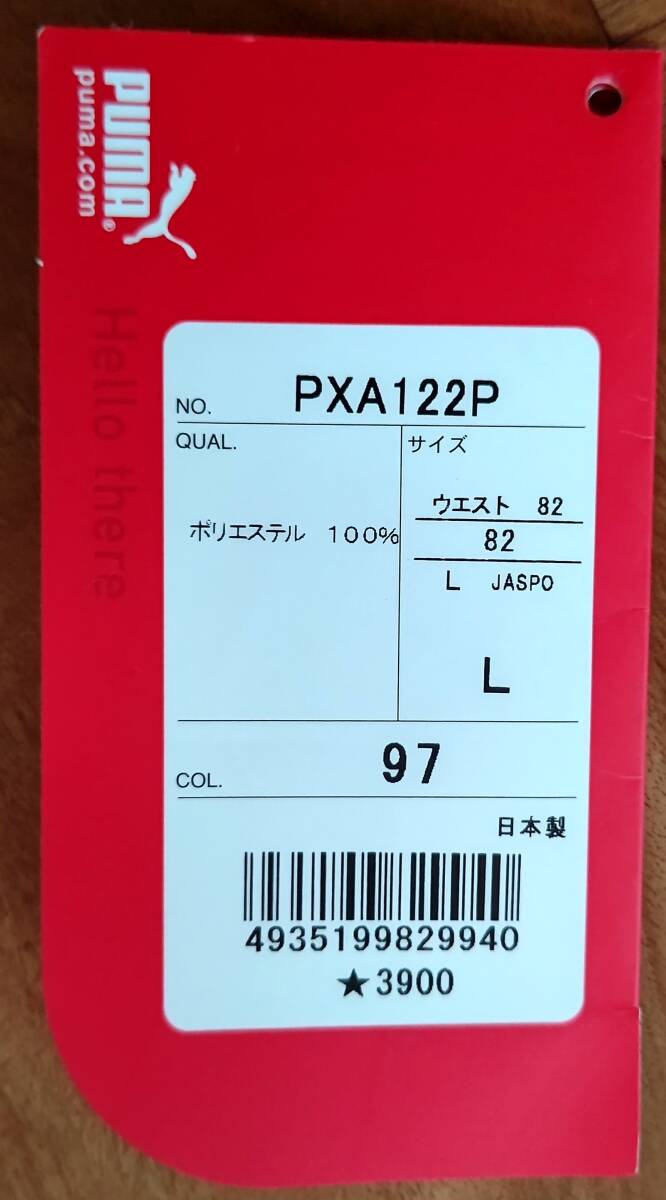 PUMA®
puma.com
Hello there
NO. PXA122P
QUAL.
サイズ
ポリエステル 100%
ウエスト 82
82
L JASPO
L
COL. 97
日本製
4935199829940
★3900